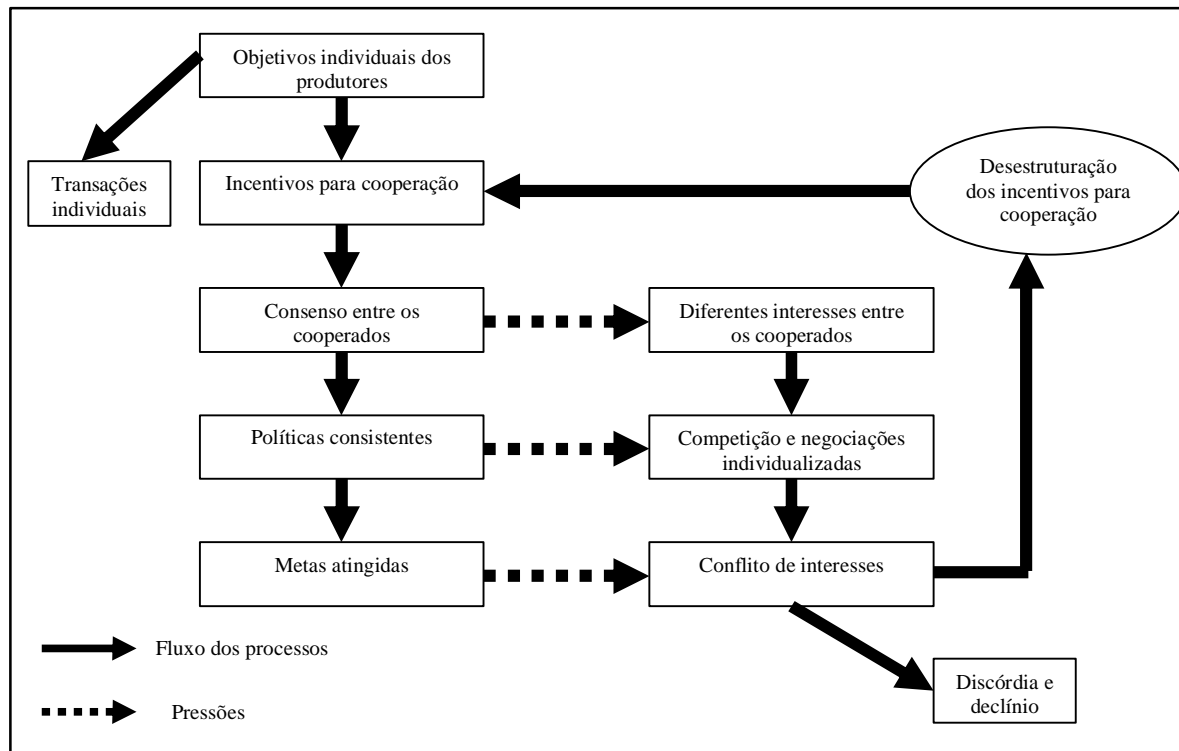 Objetivos individuais dos
produtores
Transações
individuais
Incentivos para cooperação
Desestruturação
dos incentivos para
cooperação
Consenso entre os
cooperados
Diferentes interesses entre
os cooperados
Políticas consistentes
Competição e negociações
individualizadas
Metas atingidas
Conflito de interesses
Fluxo dos processos
Pressões
Discórdia e
declínio